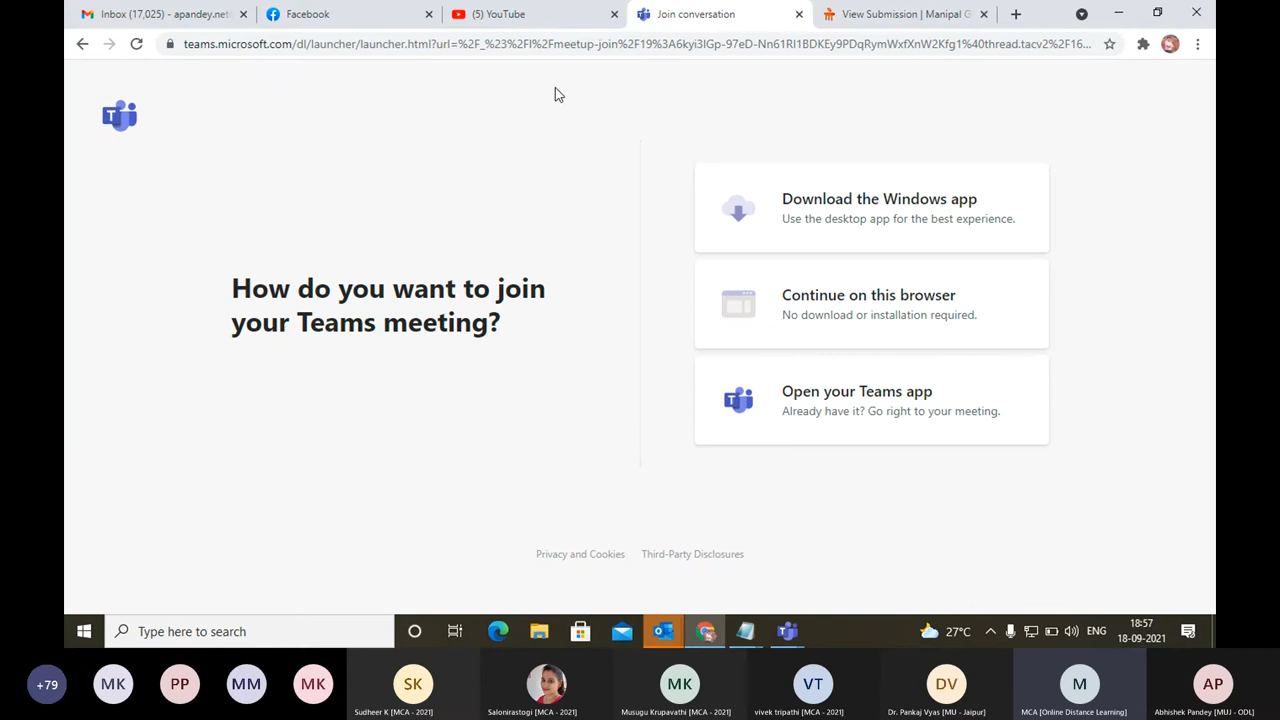 Inbox (17,025) - apandey.net
Facebook
(5) YouTube
Join conversation
View Submission | Manipal G
teams.microsoft.com/dl/launcher/launcher.html?url=%2F_%23%2Fl%2Fmeetup-join%2F19%3A6kyi3IGp-97eD-Nn61RI1BDKEy9PDqRymWxfXnW2Kfg1%40thread.tacv2%2F16...
T
How do you want to join
your Teams meeting?
Download the Windows app
Use the desktop app for the best experience.
Continue on this browser
No download or installation required.
T
Open your Teams app
Already have it? Go right to your meeting.
Privacy and Cookies
Third-Party Disclosures
Type here to search
27°C
ENG
18:57
18-09-2021
+79
MK
PP
MM
MK
SK
MK
VT
DV
M
AP
Sudheer K [MCA - 2021]
Salonirastogi [MCA - 2021]
Musugu Krupavathi [MCA - 2021]
vivek tripathi [MCA - 2021]
Dr. Pankaj Vyas [MU - Jaipur]
MCA [Online Distance Learning]
Abhishek Pandey [MUJ - ODL]